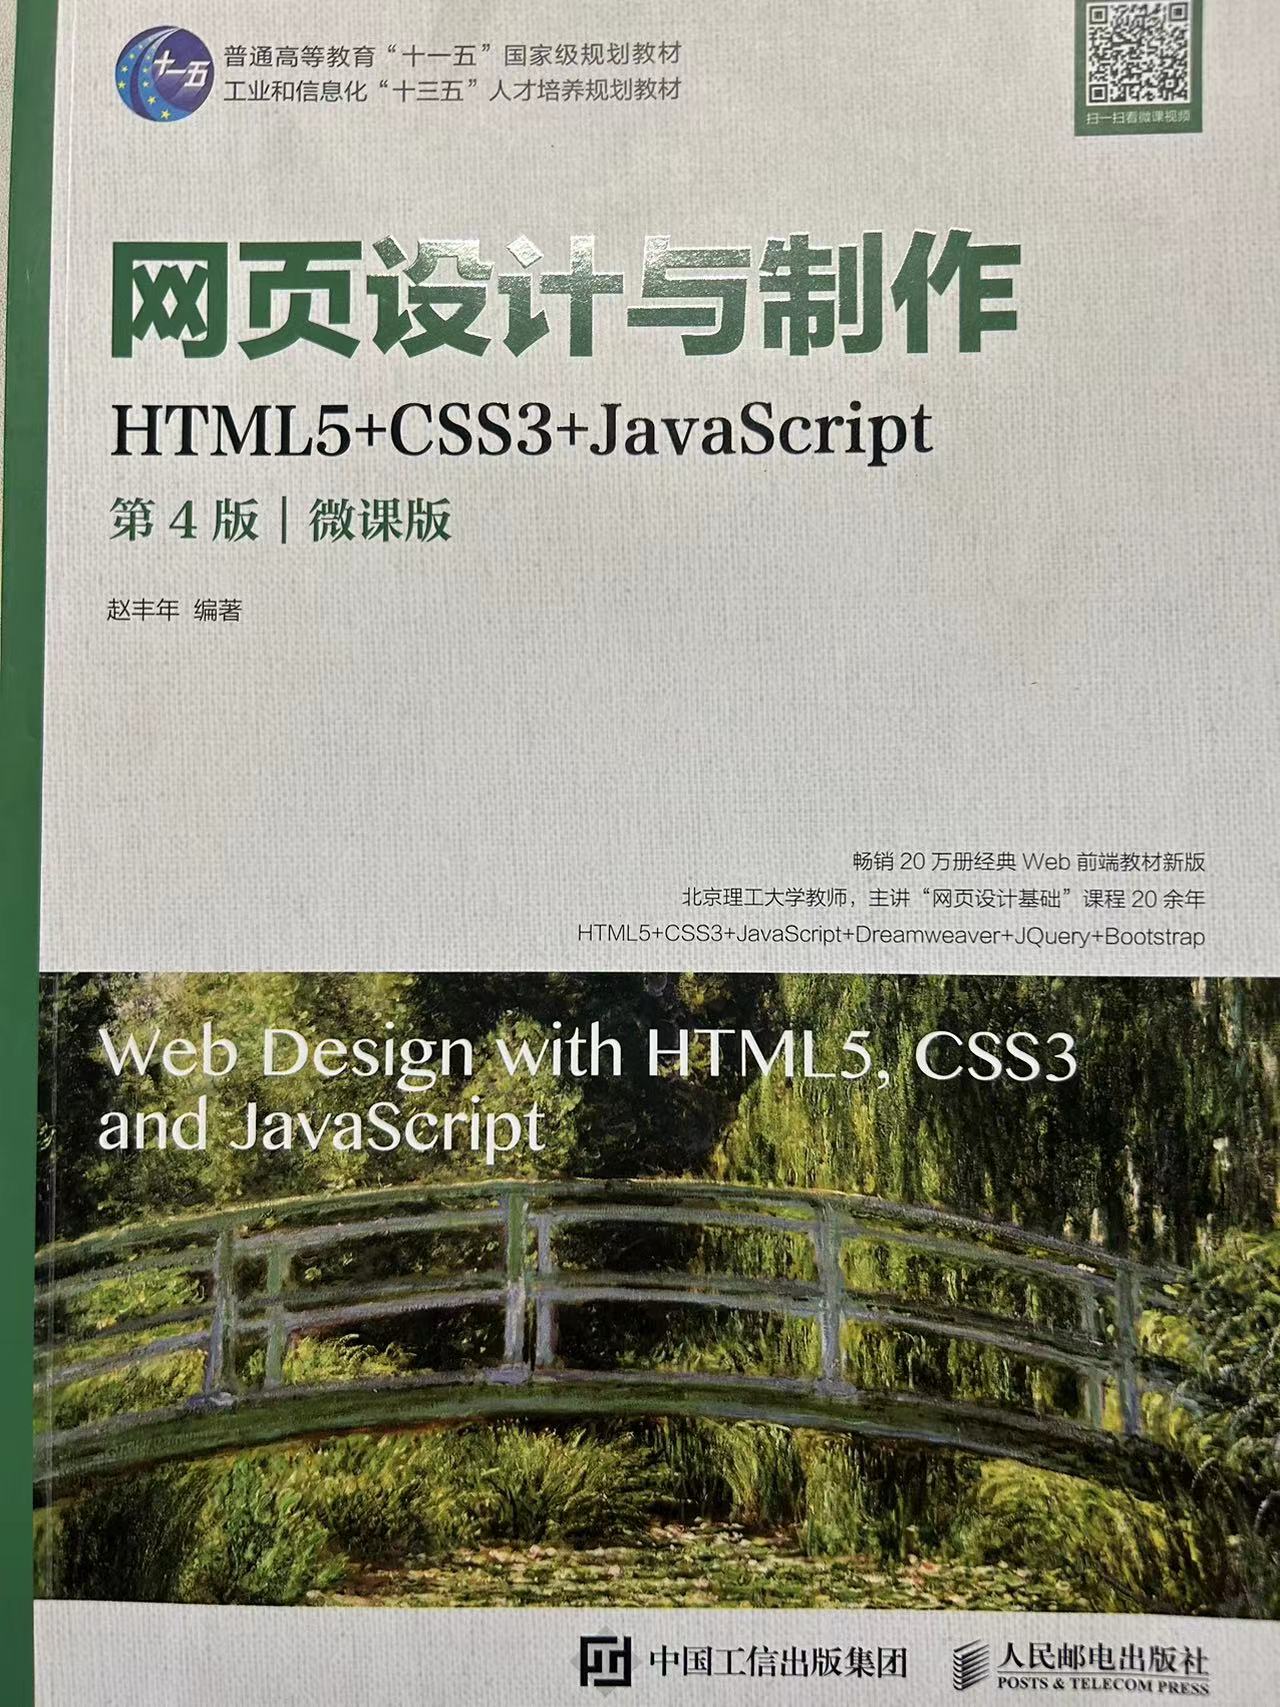 十一五
普通高等教育“十一五”国家级规划教材
工业和信息化“十三五”人才培养规划教材
扫一扫看微课视频
网页设计与制作
HTML5+CSS3+JavaScript
第4版|微课版
赵丰年 编著
畅销20万册经典Web前端教材新版
北京理工大学教师，主讲“网页设计基础”课程20余年
HTML5+CSS3+JavaScript+Dreamweaver+JQuery+Bootstrap
Web Design with HTML5, CSS3
and JavaScript
中国工信出版集团
人民邮电出版社
POSTS & TELECOM PRESS